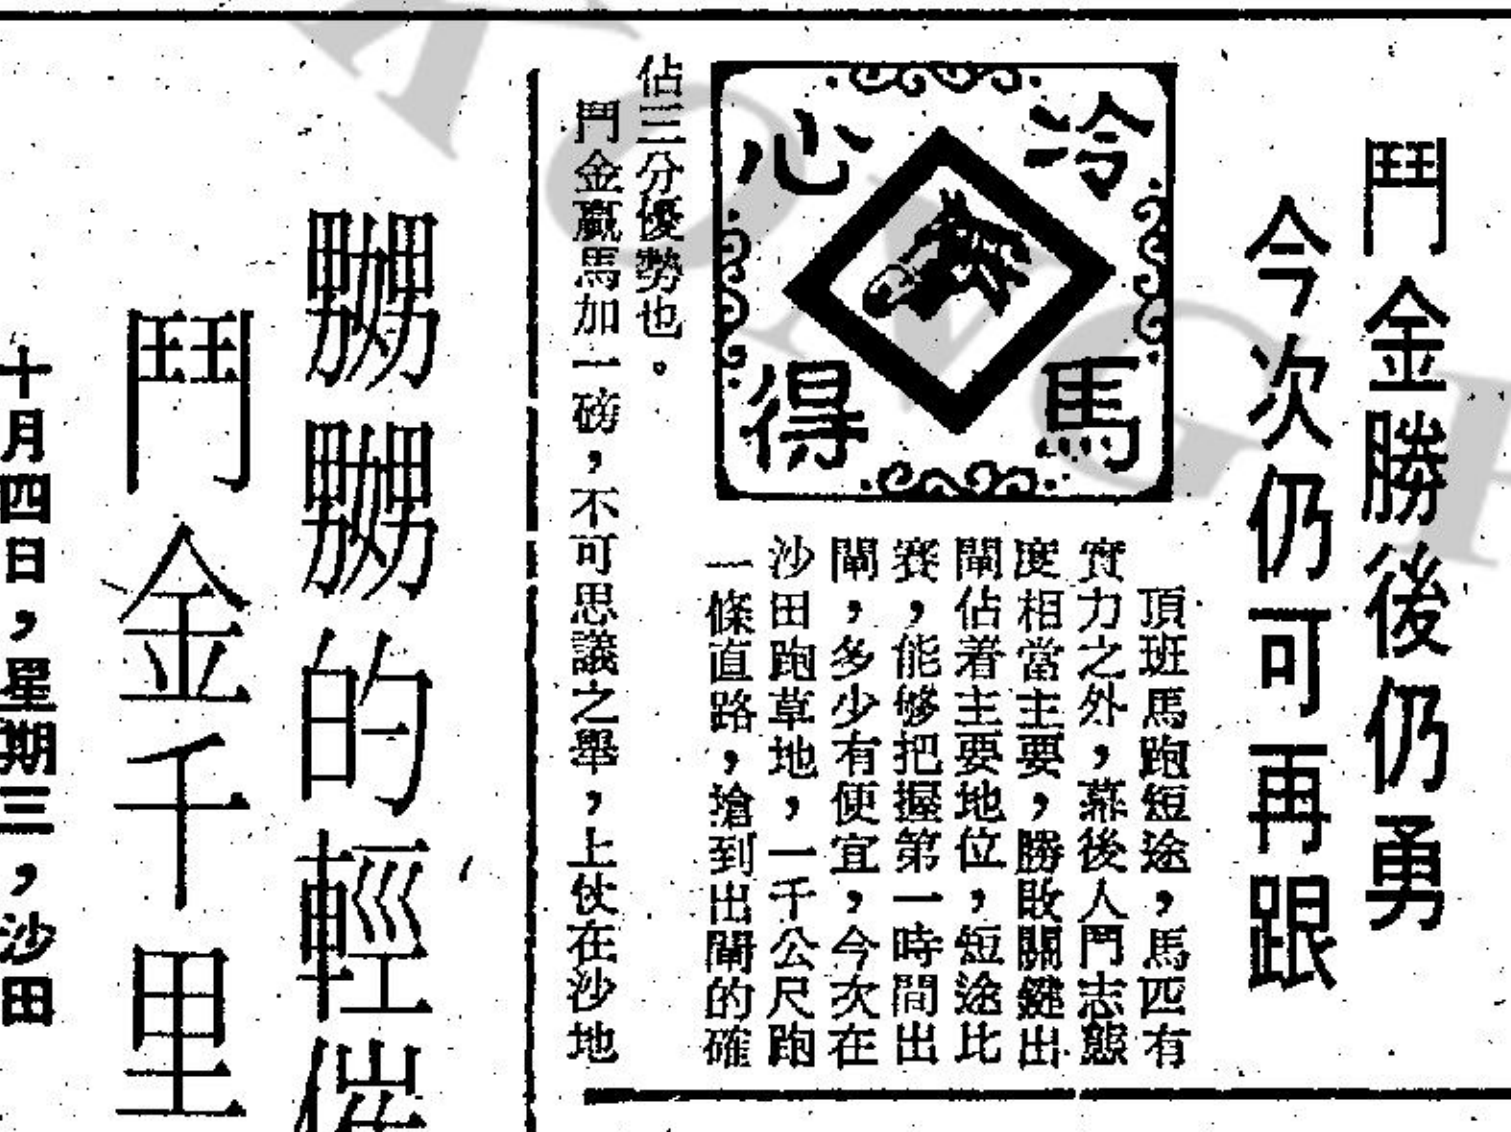 鬥金勝後仍勇
今次仍可再跟
冷馬
心得
頂班馬跑短途，馬匹有
實力之外，幕後人鬥志態
度相當主要，勝敗關鍵出
閘佔着主要地位，短途比
賽，能够把握第一時間出
閘，多少有便宜，今次在
沙田跑草地，一千公尺跑
一條直路，搶到出閘的確
佔三分優勢也。
鬥金贏馬加一磅，不可思議之舉，上仗在沙地
嬲嬲的輕催
鬥金千里
十月四日，星期三，沙田
KONG